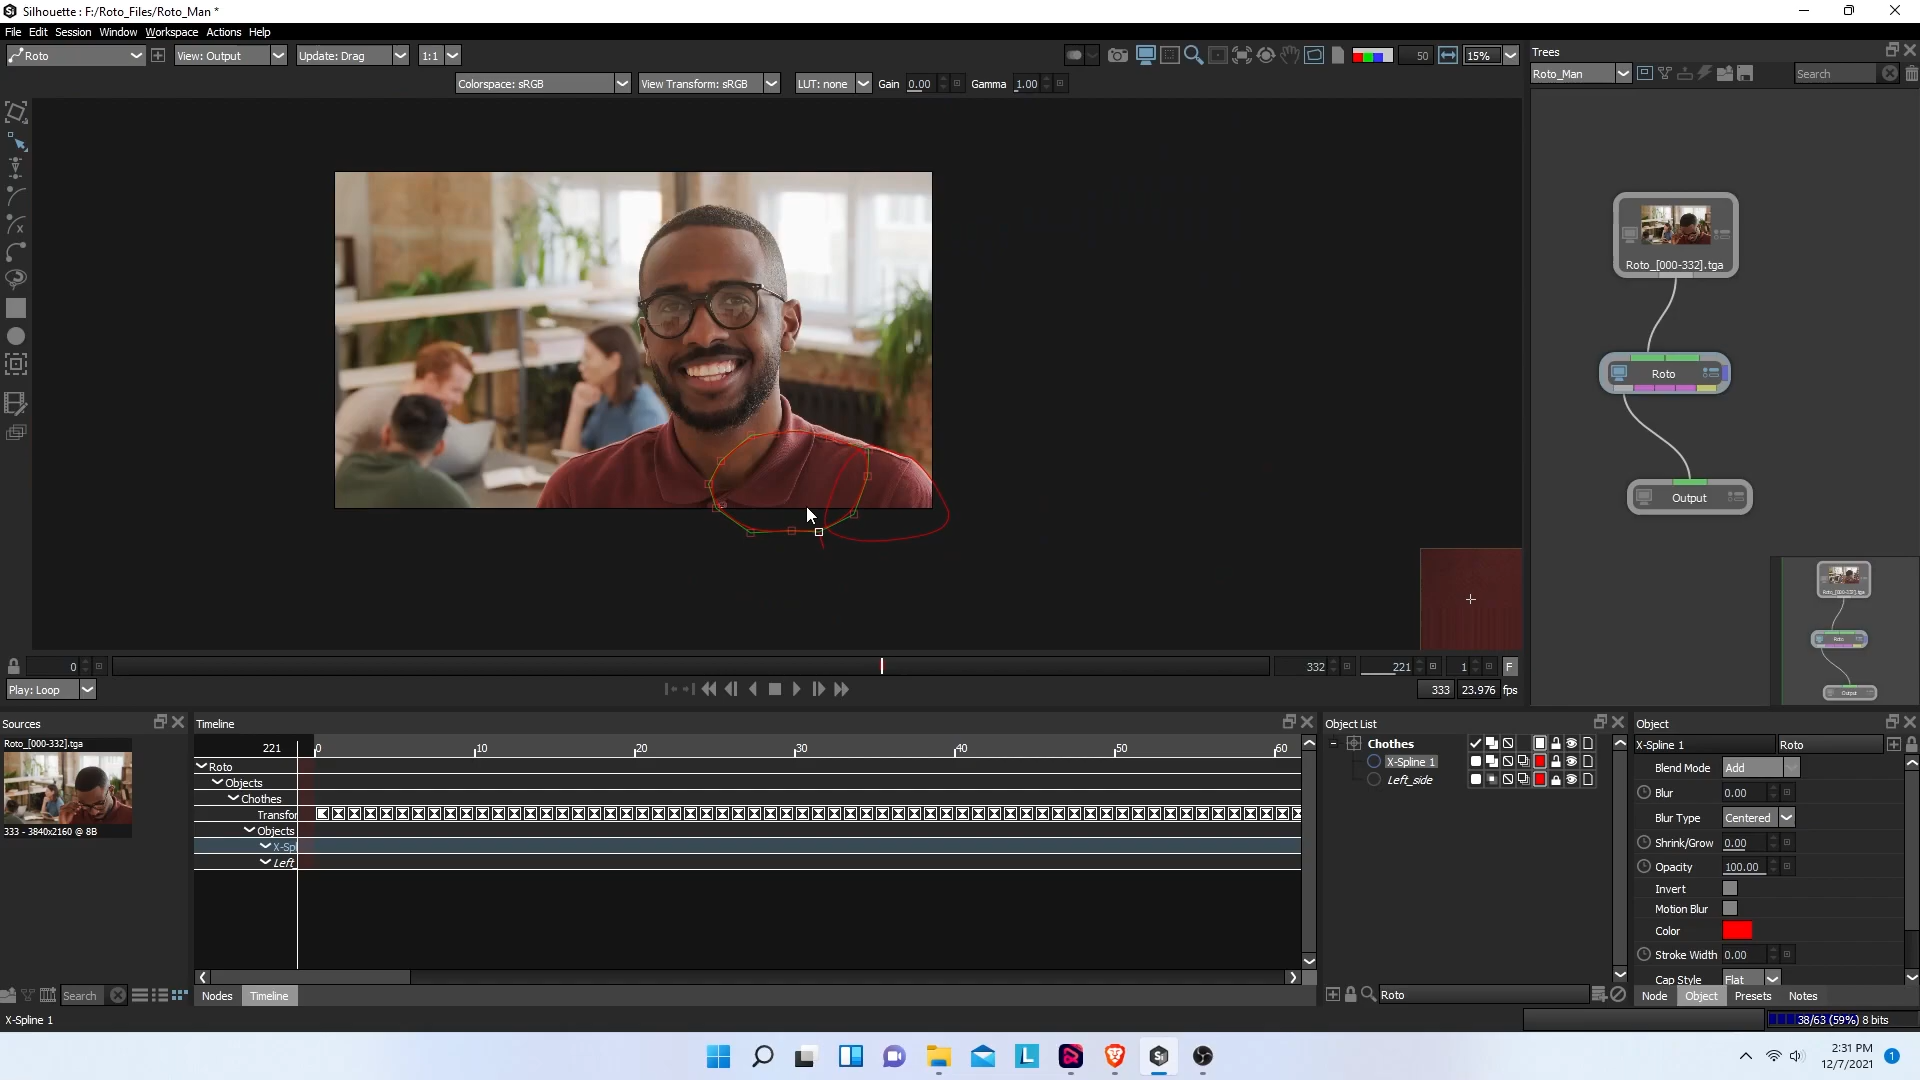 Silhouette : F:/Roto_Files/Roto_Man *
File Edit Session Window Workspace Actions Help
Roto View: Output Update: Drag 1:1 50 15%
Colorspace: sRGB View Transform: sRGB LUT: none Gain 0.00 Gamma 1.00
Trees
Roto_Man Search
Roto_[000-332].tga
Roto
Output
Roto
Output
0 332 221 1 F
Play: Loop 333 23.976 fps
Sources
Roto_[000-332].tga
333 - 3840x2160 @ 8B
Search
Timeline
221 0 10 20 30 40 50 60
Roto
Objects
Chothes
Transfor
Objects
X-Spl
Left_
Nodes Timeline
Object List
Chothes
X-Spline 1
Left_side
Roto
Object
X-Spline 1 Roto
Blend Mode Add
Blur 0.00
Blur Type Centered
Shrink/Grow 0.00
Opacity 100.00
Invert
Motion Blur
Color
Stroke Width 0.00
Cap Style Flat
Node Object Presets Notes
X-Spline 1
38/63 (59%) 8 bits
2:31 PM
12/7/2021
1